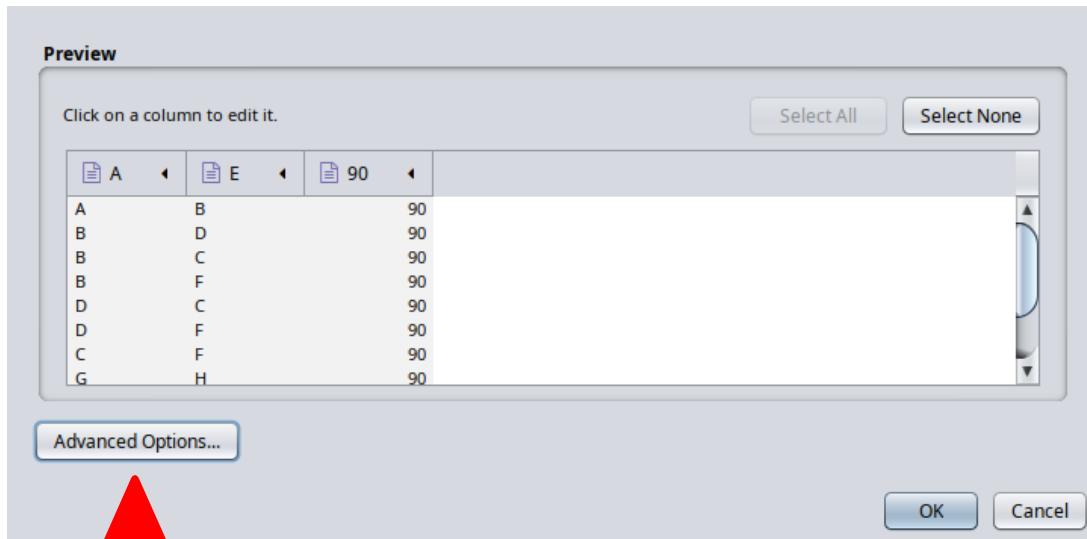 Preview
Click on a column to edit it.
Select All
Select None
A E 90
A B 90
B D 90
B C 90
B F 90
D C 90
D F 90
C F 90
G H 90
Advanced Options...
OK
Cancel